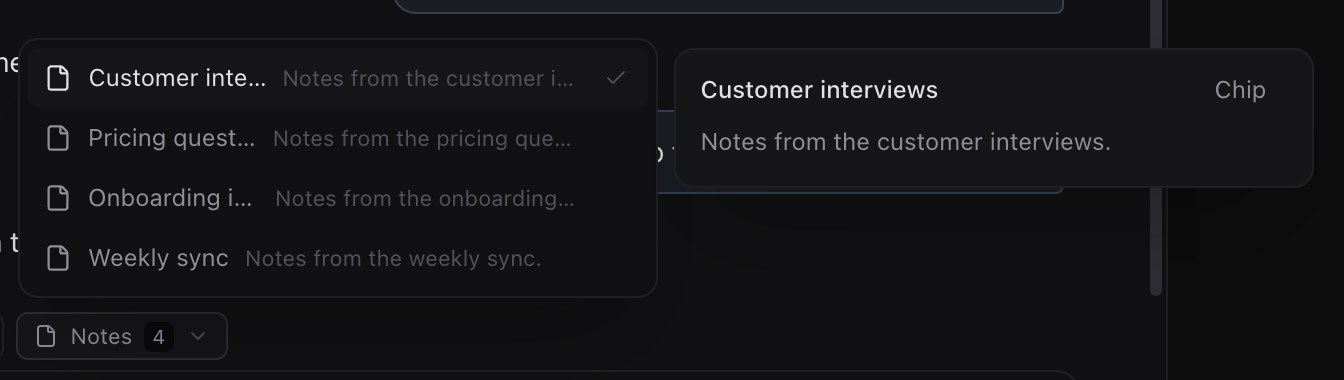 Customer inte... Notes from the customer i...
Pricing quest... Notes from the pricing que...
Onboarding i... Notes from the onboarding...
Weekly sync Notes from the weekly sync.
Customer interviews Chip
Notes from the customer interviews.
Notes 4